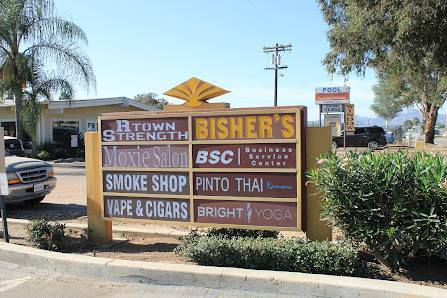 RTOWN
STRENGTH
BISHER'S
Moxie Salon
BSC Business
Service
Center
SMOKE SHOP
PINTO THAI Ramona
VAPE & CIGARS
BRIGHT YOGA
POOL